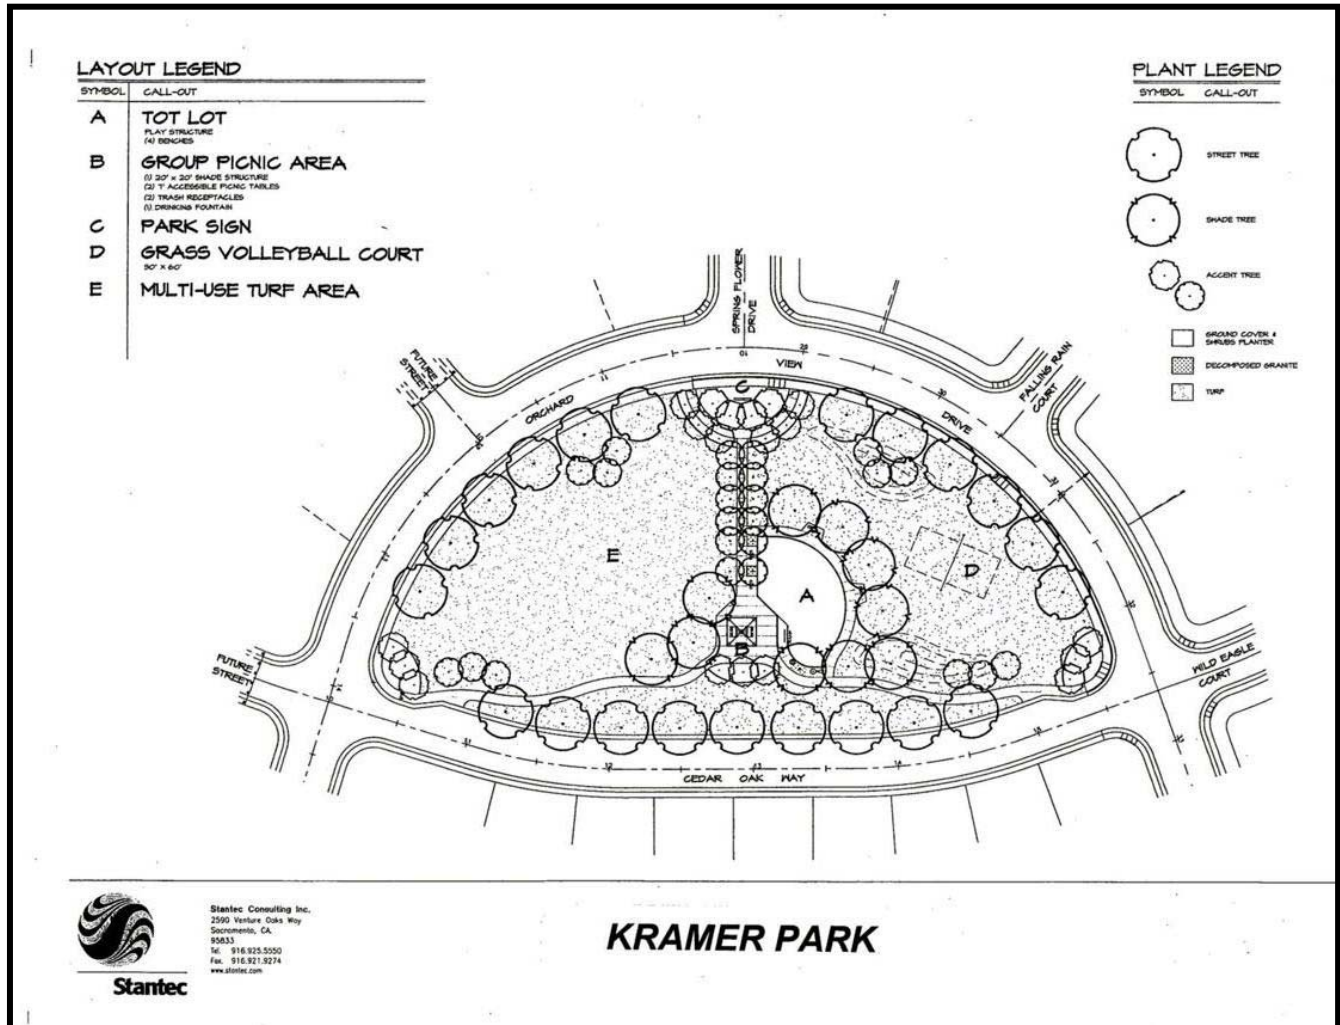 LAYOUT LEGEND
SYMBOL CALL-OUT
A TOT LOT
PLAY STRUCTURE
(4) BENCHES
B GROUP PICNIC AREA
(1) 20' x 20' SHADE STRUCTURE
(2) 7' ACCESSIBLE PICNIC TABLES
(2) TRASH RECEPTACLES
(1) DRINKING FOUNTAIN
C PARK SIGN
D GRASS VOLLEYBALL COURT
E MULTI-USE TURF AREA
PLANT LEGEND
SYMBOL CALL-OUT
STREET TREE
SHADE TREE
ACCENT TREE
GROUND COVER &
SHRUBS PLANTER
DECOMPOSED GRANITE
TURF
SPRING FLOWER
DRIVE
FUTURE
STREET
ORCHARD
VIEW
DRIVE
FALLING RAIN
COURT
C
E
D
A
B
FUTURE
STREET
WILD EAGLE
COURT
CEDAR OAK WAY
Stantec Consulting Inc.
2590 Venture Oaks Way
Sacramento, CA.
95833
Tel. 916.925.5550
Fax. 916.921.9274
www.stantec.com
Stantec
KRAMER PARK